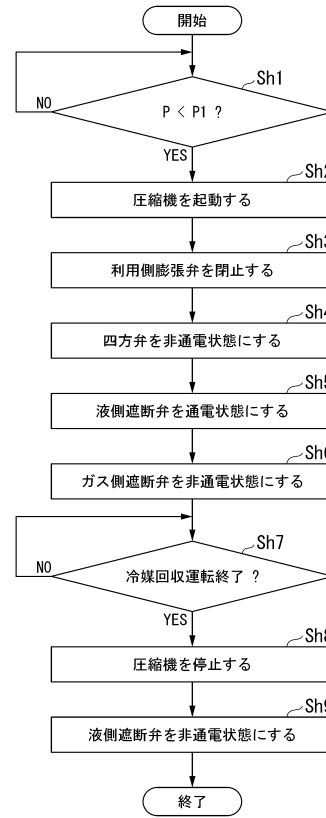 開始
Sh1
P < P1 ?
NO
YES
Sh2
圧縮機を起動する
Sh3
利用側膨張弁を閉止する
Sh4
四方弁を非通電状態にする
Sh5
液側遮断弁を通電状態にする
Sh6
ガス側遮断弁を非通電状態にする
Sh7
NO
冷媒回収運転終了 ?
YES
Sh8
圧縮機を停止する
Sh9
液側遮断弁を非通電状態にする
終了